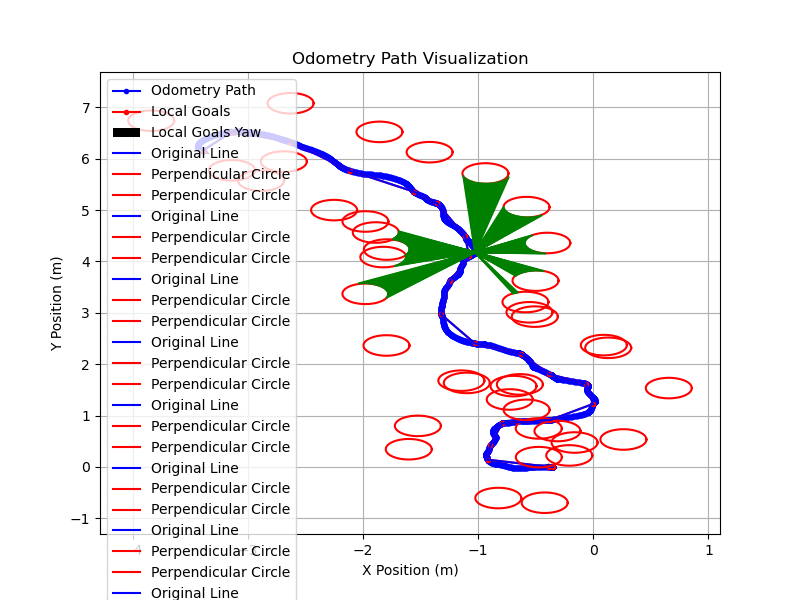 Odometry Path Visualization
Y Position (m)
7
6
5
4
3
2
1
0
−1
Odometry Path
Local Goals
Local Goals Yaw
Original Line
Perpendicular Circle
Perpendicular Circle
Original Line
Perpendicular Circle
Perpendicular Circle
Original Line
Perpendicular Circle
Perpendicular Circle
Original Line
Perpendicular Circle
Perpendicular Circle
Original Line
Perpendicular Circle
Perpendicular Circle
Original Line
Perpendicular Circle
Perpendicular Circle
Original Line
Perpendicular Circle
Perpendicular Circle
Original Line
−4 −3 −2 −1 0 1
X Position (m)